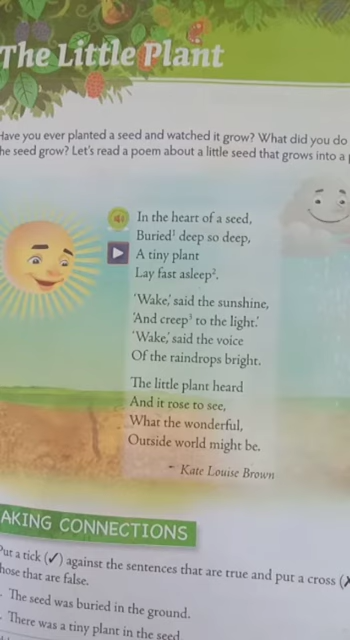 The Little Plant
Have you ever planted a seed and watched it grow? What did you do
the seed grow? Let's read a poem about a little seed that grows into a
In the heart of a seed,
Buried¹ deep so deep,
A tiny plant
Lay fast asleep².
'Wake,' said the sunshine,
'And creep³ to the light.'
'Wake,' said the voice
Of the raindrops bright.
The little plant heard
And it rose to see,
What the wonderful,
Outside world might be.
~ Kate Louise Brown
AKING CONNECTIONS
Put a tick (✓) against the sentences that are true and put a cross (✗
hose that are false.
The seed was buried in the ground.
There was a tiny plant in the seed